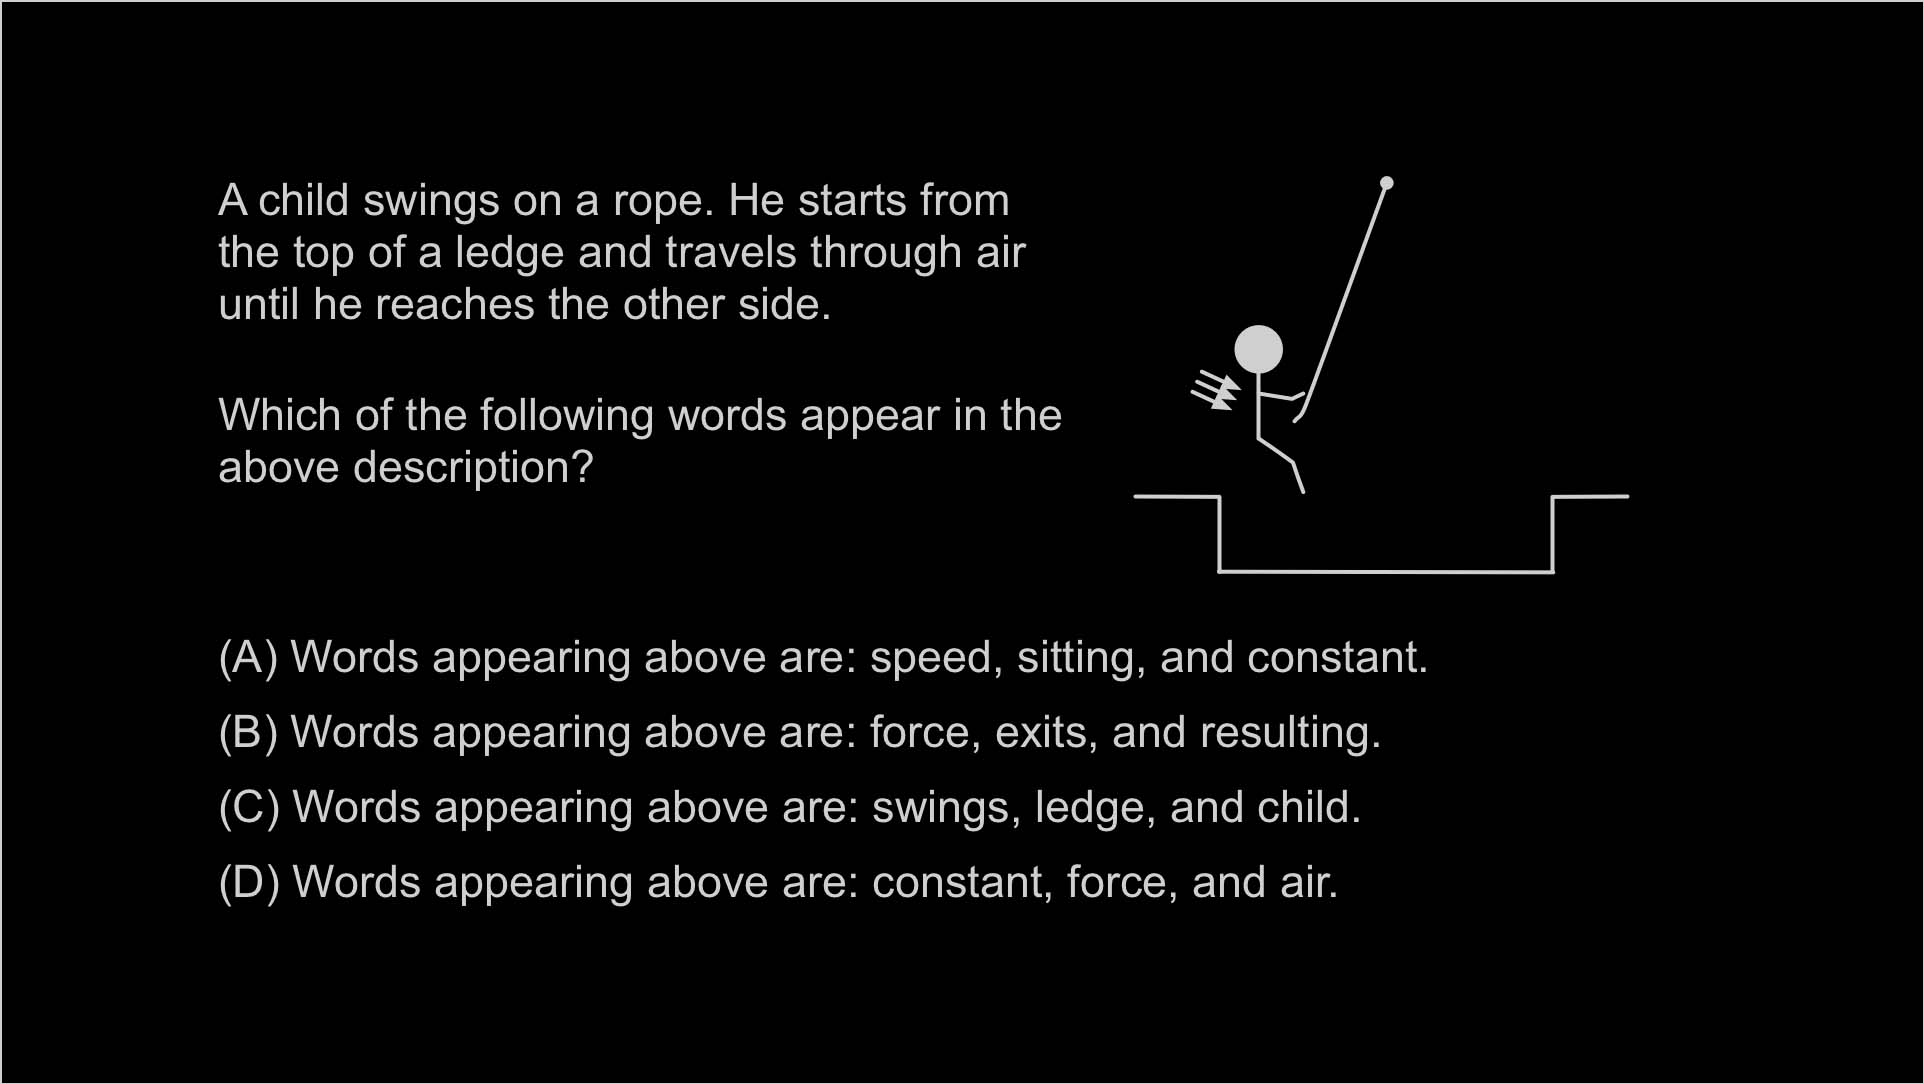 A child swings on a rope. He starts from
the top of a ledge and travels through air
until he reaches the other side.
Which of the following words appear in the
above description?
(A) Words appearing above are: speed, sitting, and constant.
(B) Words appearing above are: force, exits, and resulting.
(C) Words appearing above are: swings, ledge, and child.
(D) Words appearing above are: constant, force, and air.